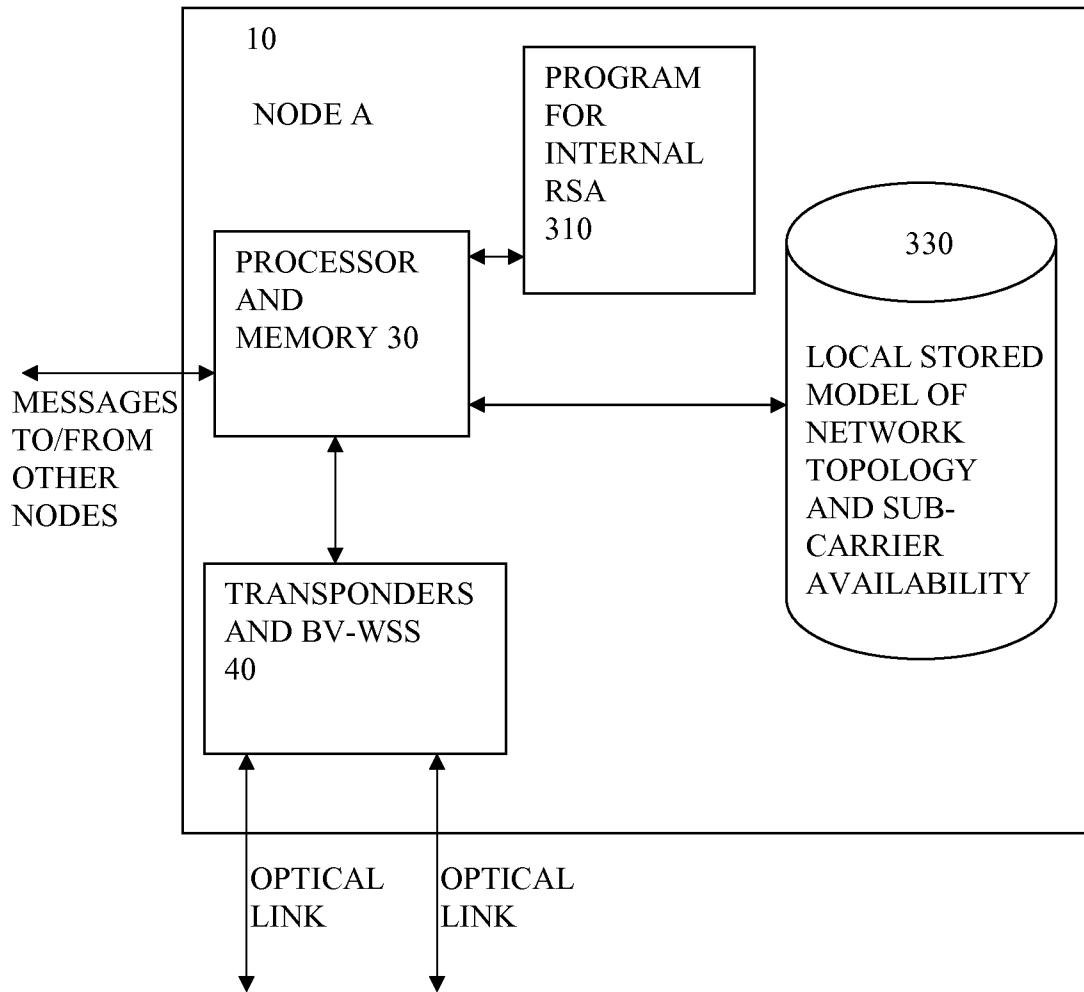 10
NODE A
PROGRAM
FOR
INTERNAL
RSA
310
PROCESSOR
AND
MEMORY 30
330
LOCAL STORED
MODEL OF
NETWORK
TOPOLOGY
AND SUB-
CARRIER
AVAILABILITY
MESSAGES
TO/FROM
OTHER
NODES
TRANSPONDERS
AND BV-WSS
40
OPTICAL
LINK
OPTICAL
LINK